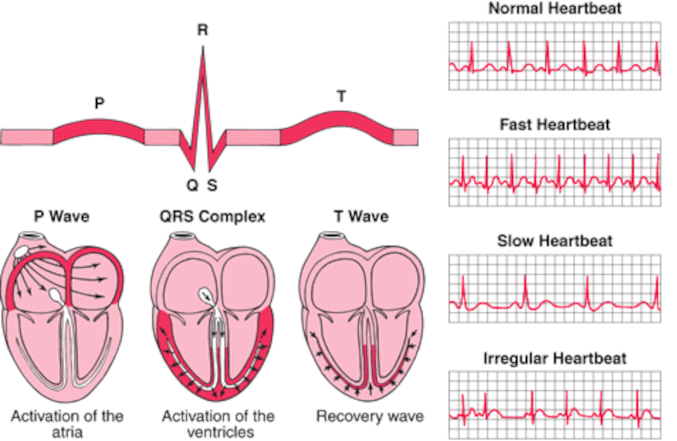 R
P
T
Q S
P Wave
QRS Complex
T Wave
Activation of the
atria
Activation of the
ventricles
Recovery wave
Normal Heartbeat
Fast Heartbeat
Slow Heartbeat
Irregular Heartbeat